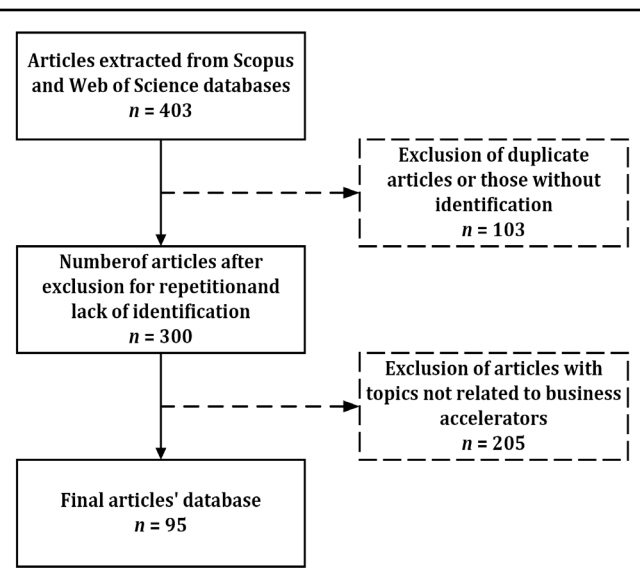 Articles extracted from Scopus
and Web of Science databases
n = 403
Exclusion of duplicate
articles or those without
identification
n = 103
Numberof articles after
exclusion for repetitionand
lack of identification
n = 300
Exclusion of articles with
topics not related to business
accelerators
n = 205
Final articles' database
n = 95